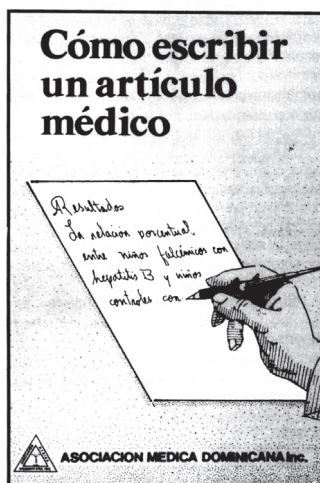 Cómo escribir
un artículo
médico
Resultados
La relación porcentual
entre niños falcémicos con
hepatitis B y niños
controles con
ASOCIACION MEDICA DOMINICANA Inc.